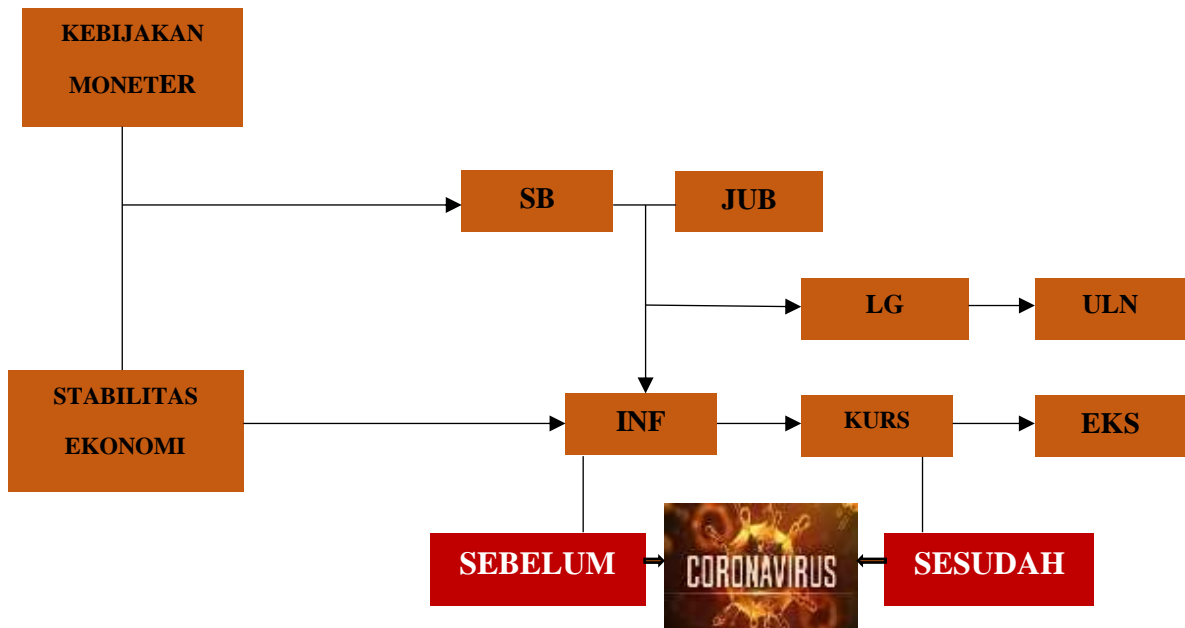 KEBIJAKAN
MONETER
SB
JUB
LG
ULN
STABILITAS
EKONOMI
INF
KURS
EKS
SEBELUM
CORONAVIRUS
SESUDAH